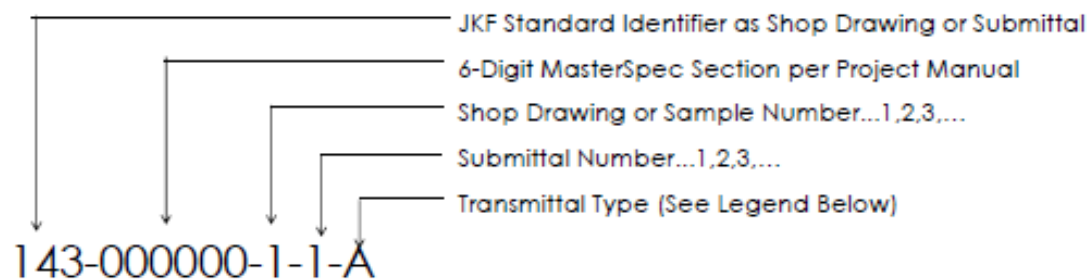 JKF Standard Identifier as Shop Drawing or Submittal
6-Digit MasterSpec Section per Project Manual
Shop Drawing or Sample Number...1,2,3,...
Submittal Number...1,2,3,...
Transmittal Type (See Legend Below)
143-000000-1-1-A